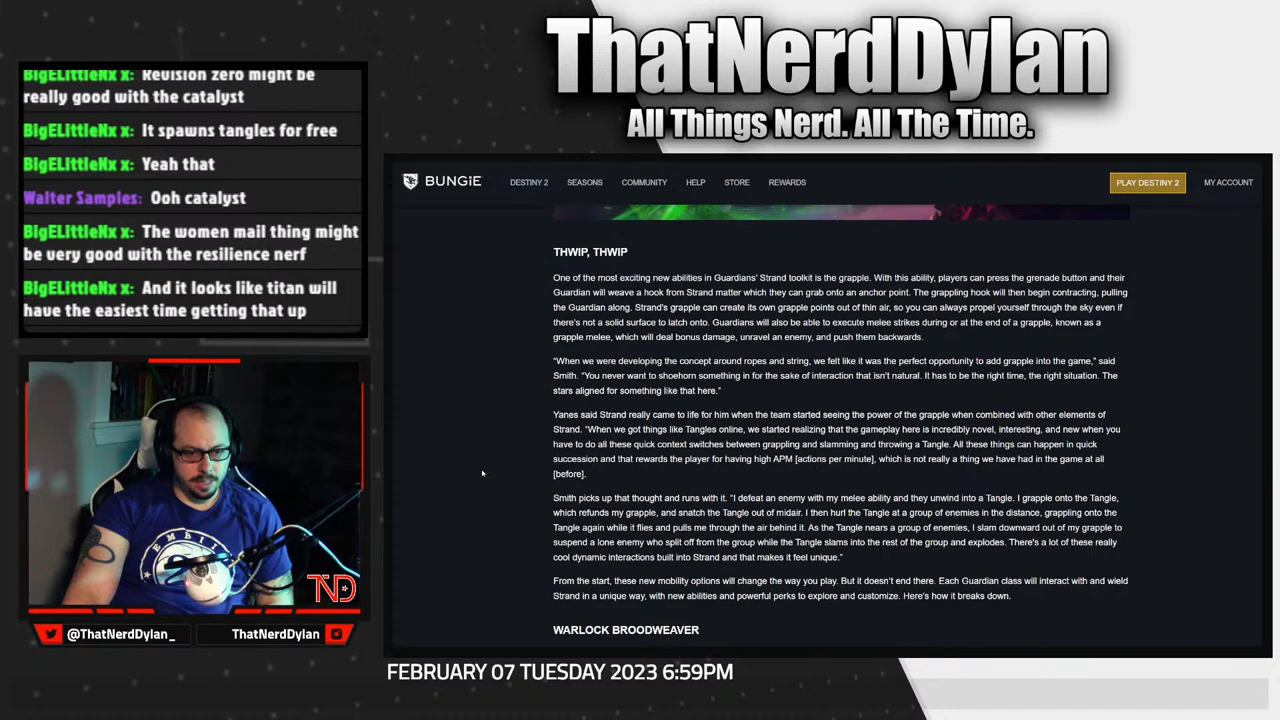 ThatNerdDylan
All Things Nerd. All The Time.
BigELittleNx x: Revision zero might be
really good with the catalyst
BigELittleNx x: It spawns tangles for free
BigELittleNx x: Yeah that
Walter Samples: Ooh catalyst
BigELittleNx x: The women mail thing might
be very good with the resilience nerf
BigELittleNx x: And it looks like titan will
have the easiest time getting that up
BUNGiE DESTINY 2 SEASONS COMMUNITY HELP STORE REWARDS PLAY DESTINY 2 MY ACCOUNT
THWIP, THWIP
One of the most exciting new abilities in Guardians' Strand toolkit is the grapple. With this ability, players can press the grenade button and their
Guardian will weave a hook from Strand matter which they can grab onto an anchor point. The grappling hook will then begin contracting, pulling
the Guardian along. Strand's grapple can create its own grapple points out of thin air, so you can always propel yourself through the sky even if
there's not a solid surface to latch onto. Guardians will also be able to execute melee strikes during or at the end of a grapple, known as a
grapple melee, which will deal bonus damage, unravel an enemy, and push them backwards.
"When we were developing the concept around ropes and string, we felt like it was the perfect opportunity to add grapple into the game," said
Smith. "You never want to shoehorn something in for the sake of interaction that isn't natural. It has to be the right time, the right situation. The
stars aligned for something like that here."
Yanes said Strand really came to life for him when the team started seeing the power of the grapple when combined with other elements of
Strand. "When we got things like Tangles online, we started realizing that the gameplay here is incredibly novel, interesting, and new when you
have to do all these quick context switches between grappling and slamming and throwing a Tangle. All these things can happen in quick
succession and that rewards the player for having high APM [actions per minute], which is not really a thing we have had in the game at all
[before].
Smith picks up that thought and runs with it. "I defeat an enemy with my melee ability and they unwind into a Tangle. I grapple onto the Tangle,
which refunds my grapple, and snatch the Tangle out of midair. I then hurl the Tangle at a group of enemies in the distance, grappling onto the
Tangle again while it flies and pulls me through the air behind it. As the Tangle nears a group of enemies, I slam downward out of my grapple to
suspend a lone enemy who split off from the group while the Tangle slams into the rest of the group and explodes. There's a lot of these really
cool dynamic interactions built into Strand and that makes it feel unique."
From the start, these new mobility options will change the way you play. But it doesn't end there. Each Guardian class will interact with and wield
Strand in a unique way, with new abilities and powerful perks to explore and customize. Here's how it breaks down.
WARLOCK BROODWEAVER
TND
@ThatNerdDylan_ ThatNerdDylan
FEBRUARY 07 TUESDAY 2023 6:59PM